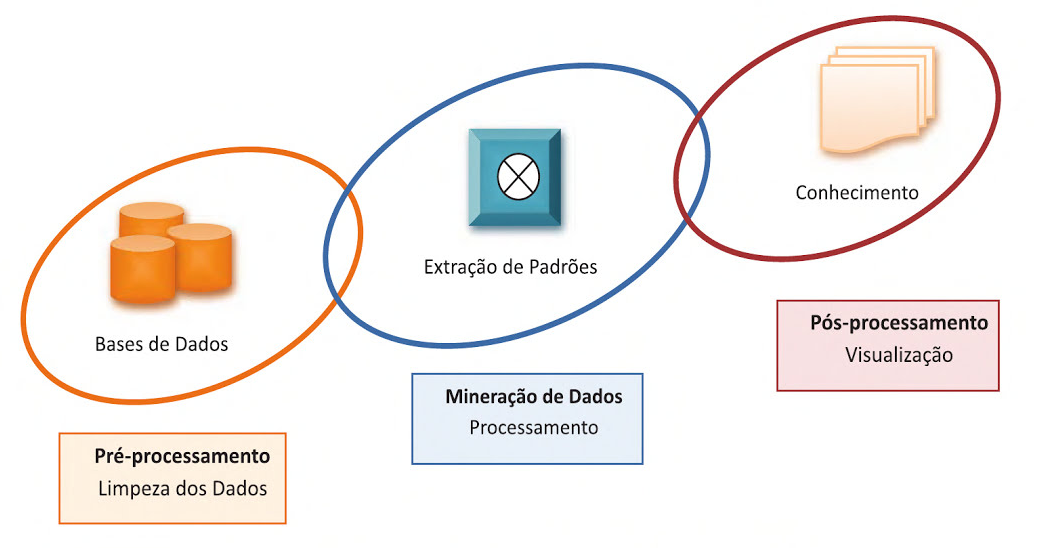 Bases de Dados
Pré-processamento
Limpeza dos Dados
Extração de Padrões
Mineração de Dados
Processamento
Conhecimento
Pós-processamento
Visualização